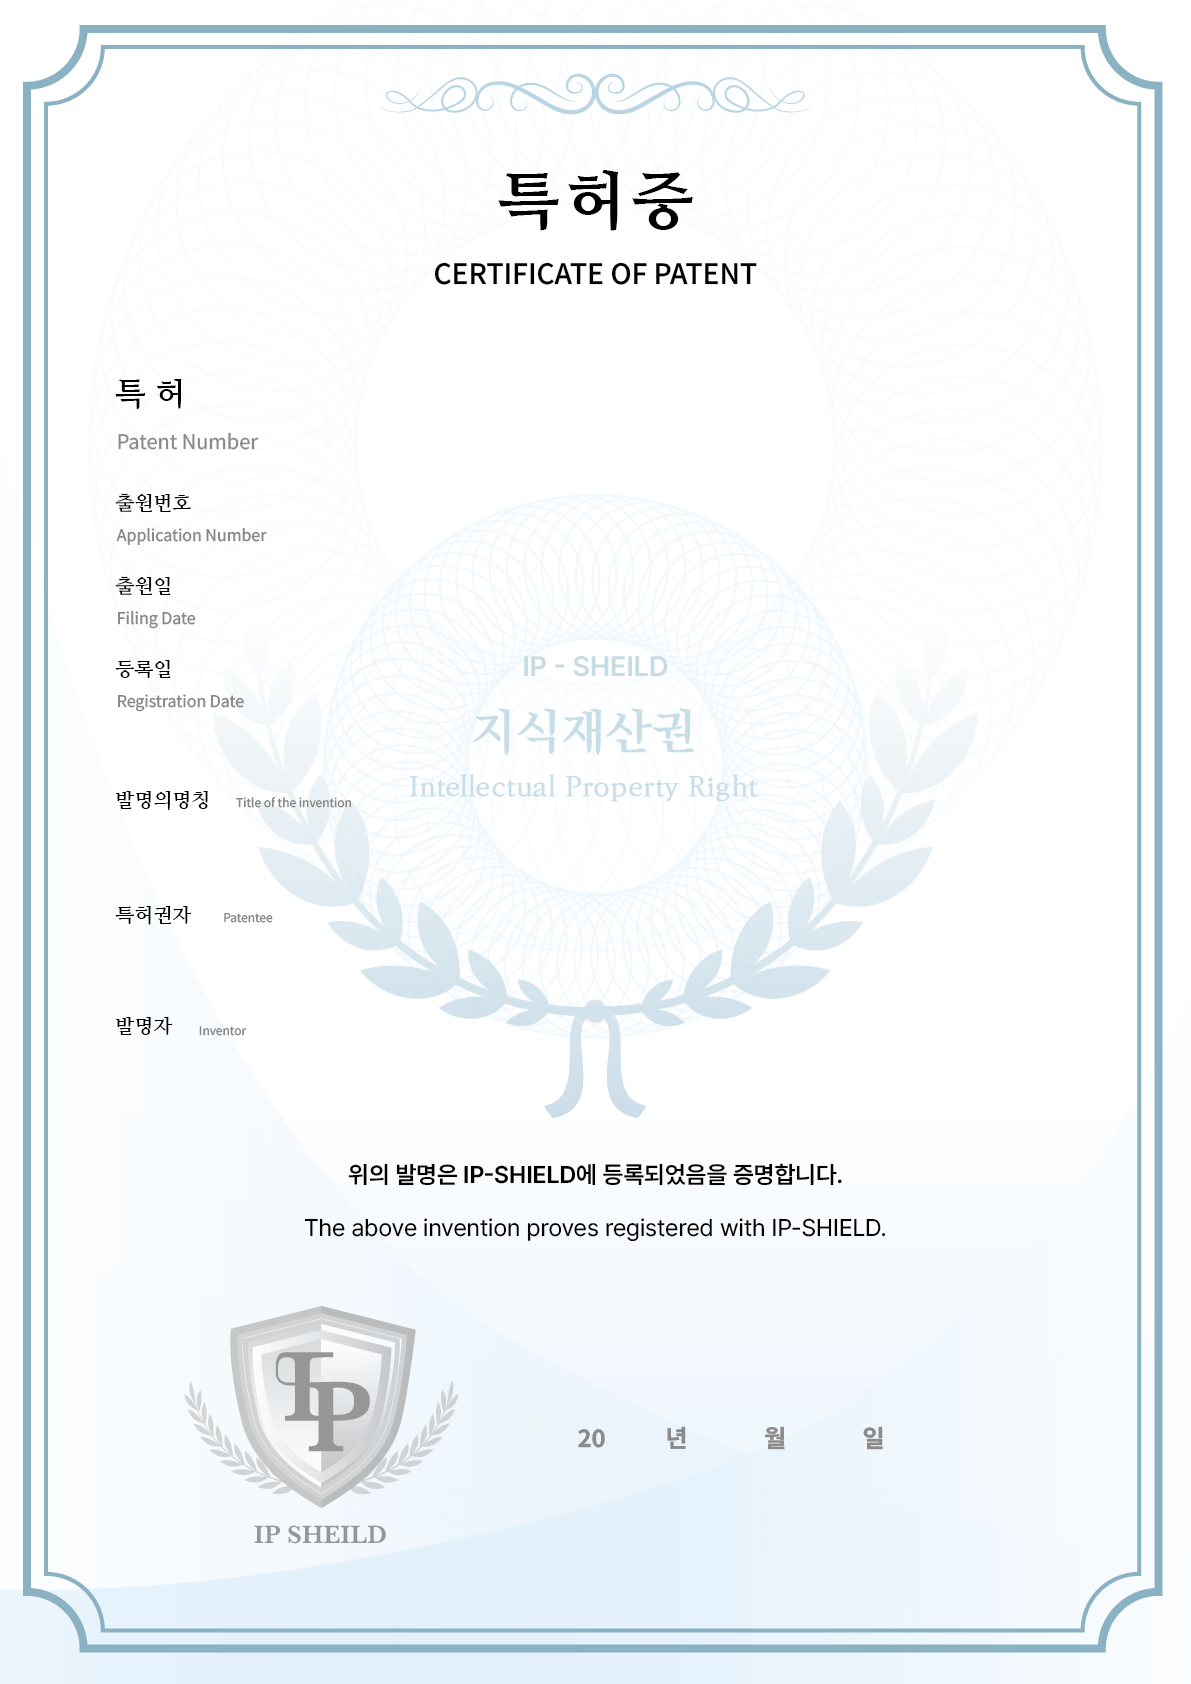 특허증
CERTIFICATE OF PATENT
특 허
Patent Number
출원번호
Application Number
출원일
Filing Date
등록일
Registration Date
IP - SHEILD
지식재산권
Intellectual Property Right
발명의명칭 Title of the invention
특허권자 Patentee
발명자 Inventor
위의 발명은 IP-SHIELD에 등록되었음을 증명합니다.
The above invention proves registered with IP-SHIELD.
IP
20 년 월 일
IP SHEILD